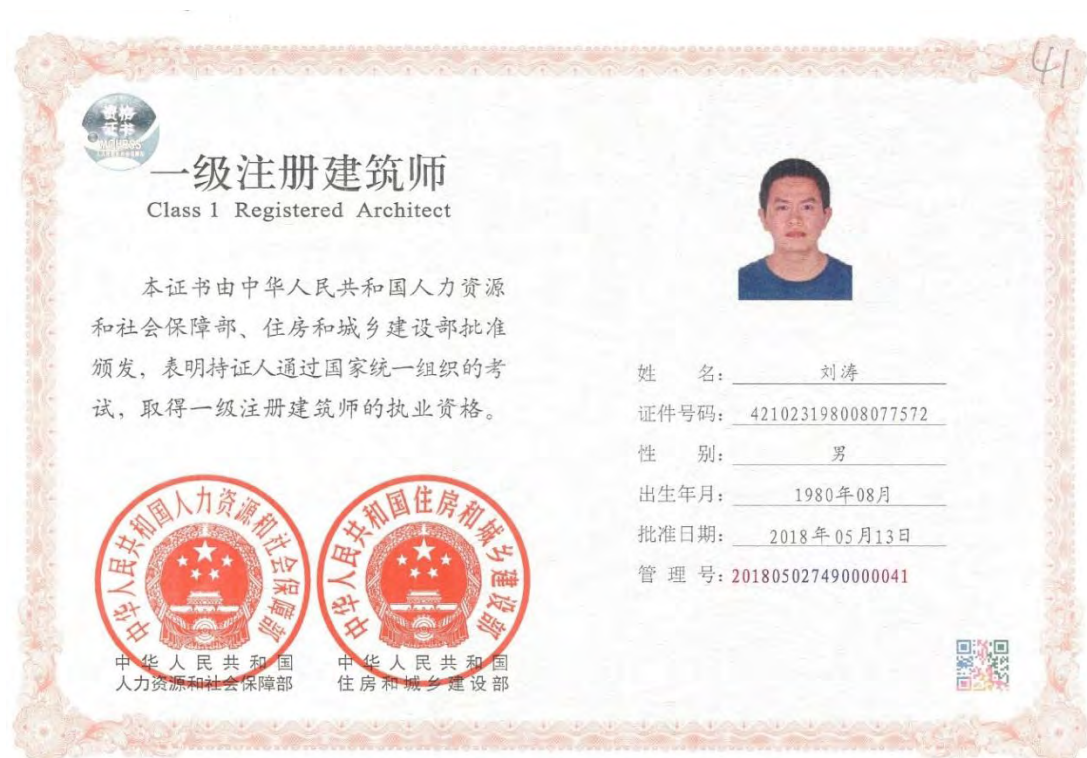 41
资格
证书
MOHRSS
一级注册建筑师
Class 1 Registered Architect
本证书由中华人民共和国人力资源
和社会保障部、住房和城乡建设部批准
颁发，表明持证人通过国家统一组织的考
试，取得一级注册建筑师的执业资格。
中华人民共和国人力资源和社会保障部
中华人民共和国住房和城乡建设部
中华人民共和国
人力资源和社会保障部
中华人民共和国
住房和城乡建设部
姓 名：刘涛
证件号码：421023198008077572
性 别：男
出生年月：1980年08月
批准日期：2018年05月13日
管 理 号：201805027490000041